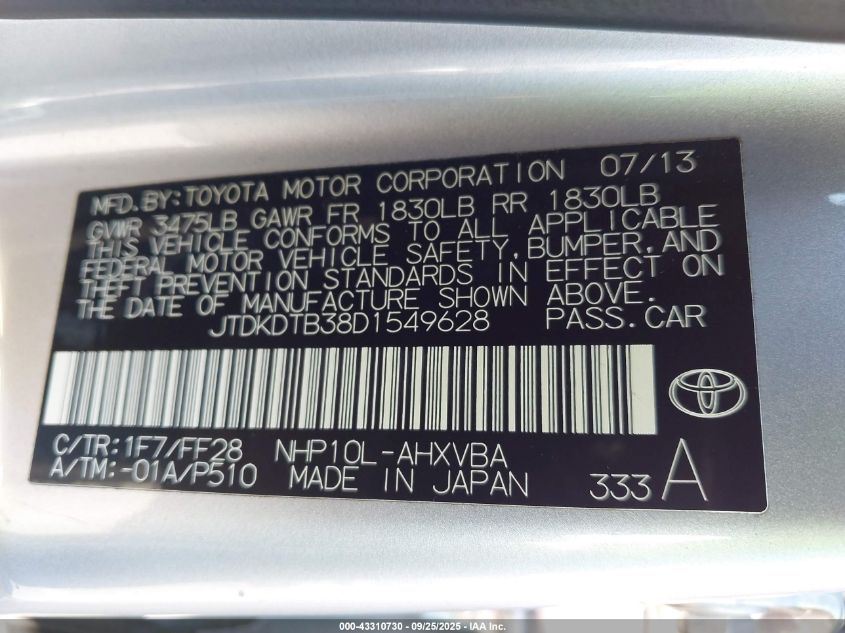 MFD. BY: TOYOTA MOTOR CORPORATION 07/13
GVWR 3475LB GAWR FR 1830LB RR 1830LB
THIS VEHICLE CONFORMS TO ALL APPLICABLE
FEDERAL MOTOR VEHICLE SAFETY, BUMPER, AND
THEFT PREVENTION STANDARDS IN EFFECT ON
THE DATE OF MANUFACTURE SHOWN ABOVE.
JTDKDTB38D1549628 PASS. CAR
C/TR: 1F7/FF28 NHP10L-AHXVBA
A/TM: -01A/P510 MADE IN JAPAN 333 A
000-43310730 - 09/25/2025 - IAA Inc.